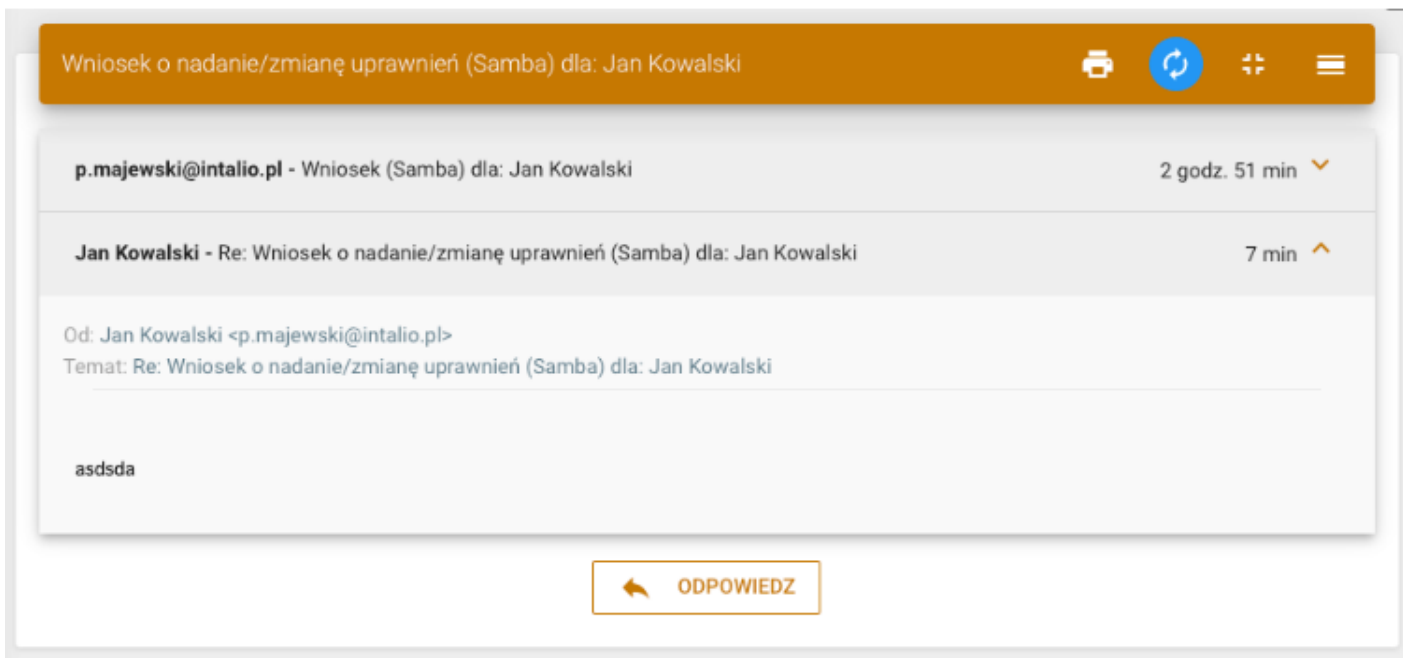 Wniosek o nadanie/zmianę uprawnień (Samba) dla: Jan Kowalski
p.majewski@intalio.pl - Wniosek (Samba) dla: Jan Kowalski 2 godz. 51 min
Jan Kowalski - Re: Wniosek o nadanie/zmianę uprawnień (Samba) dla: Jan Kowalski 7 min
Od: Jan Kowalski <p.majewski@intalio.pl>
Temat: Re: Wniosek o nadanie/zmianę uprawnień (Samba) dla: Jan Kowalski
asdsda
ODPOWIEDZ